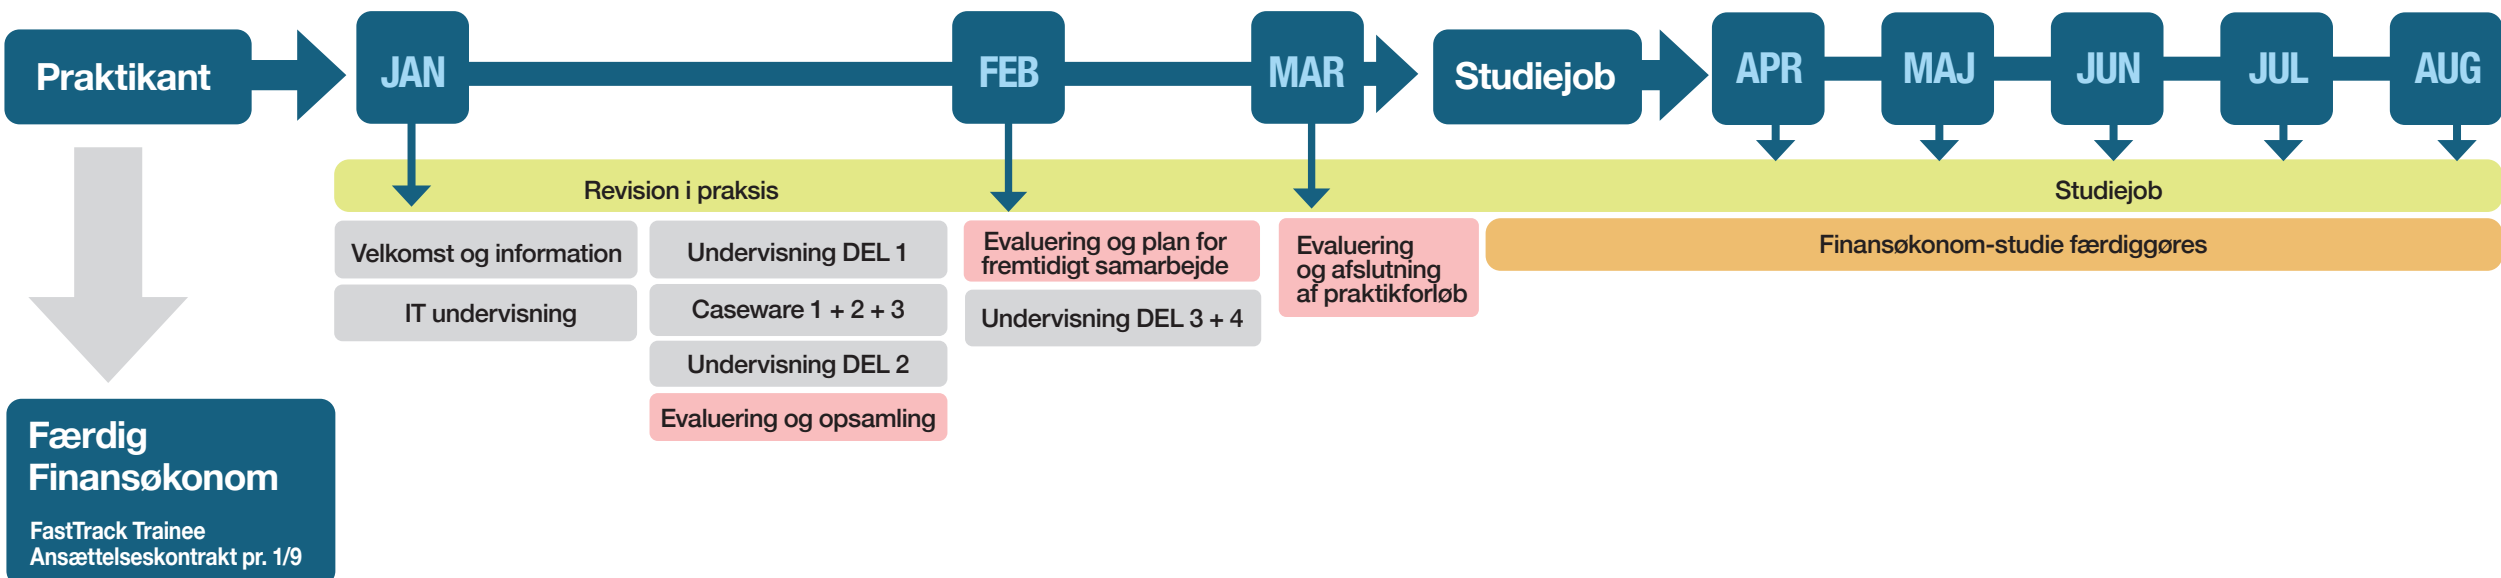 Praktikant
JAN
FEB
MAR
Studiejob
APR
MAJ
JUN
JUL
AUG
Revision i praksis
Studiejob
Velkomst og information
IT undervisning
Undervisning DEL 1
Caseware 1 + 2 + 3
Undervisning DEL 2
Evaluering og opsamling
Evaluering og plan for
fremtidigt samarbejde
Undervisning DEL 3 + 4
Evaluering
og afslutning
af praktikforløb
Finansøkonom-studie færdiggøres
Færdig
Finansøkonom
FastTrack Trainee
Ansættelseskontrakt pr. 1/9